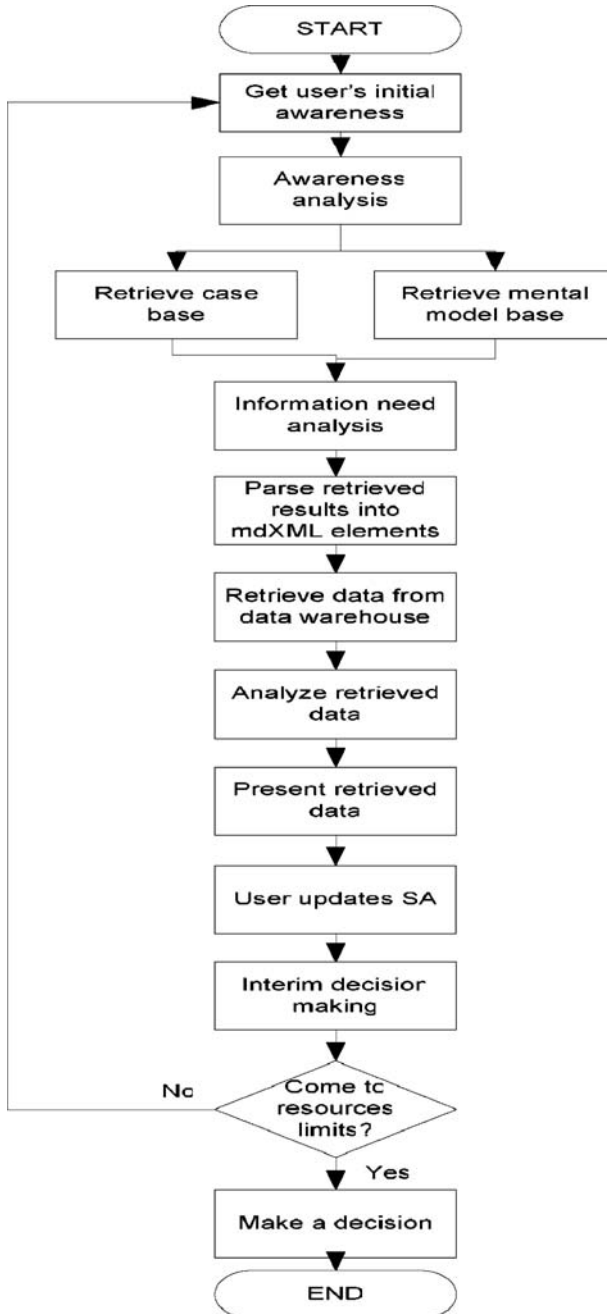 START
Get user's initial
awareness
Awareness
analysis
Retrieve case
base
Retrieve mental
model base
Information need
analysis
Parse retrieved
results into
mdXML elements
Retrieve data from
data warehouse
Analyze retrieved
data
Present retrieved
data
User updates SA
Interim decisior
making
No
Come to
resources
limits?
Yes
Make a decision
END